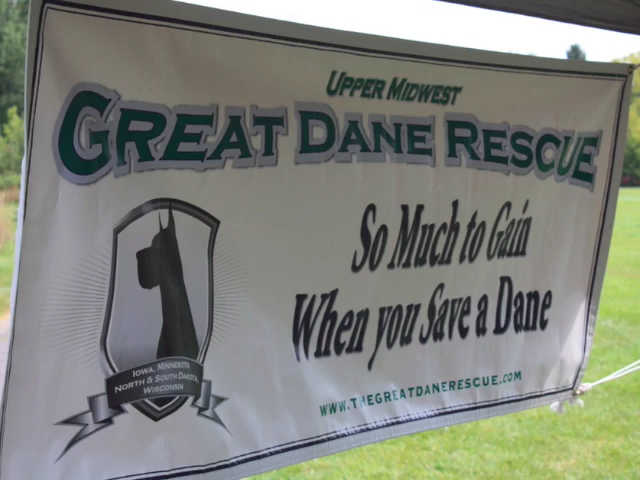 UPPER MIDWEST
GREAT DANE RESCUE
So Much to Gain
When you Save a Dane
IOWA, MINNESOTA,
NORTH & SOUTH DAKOTA,
WISCONSIN
WWW.THEGREATDANERESCUE.COM